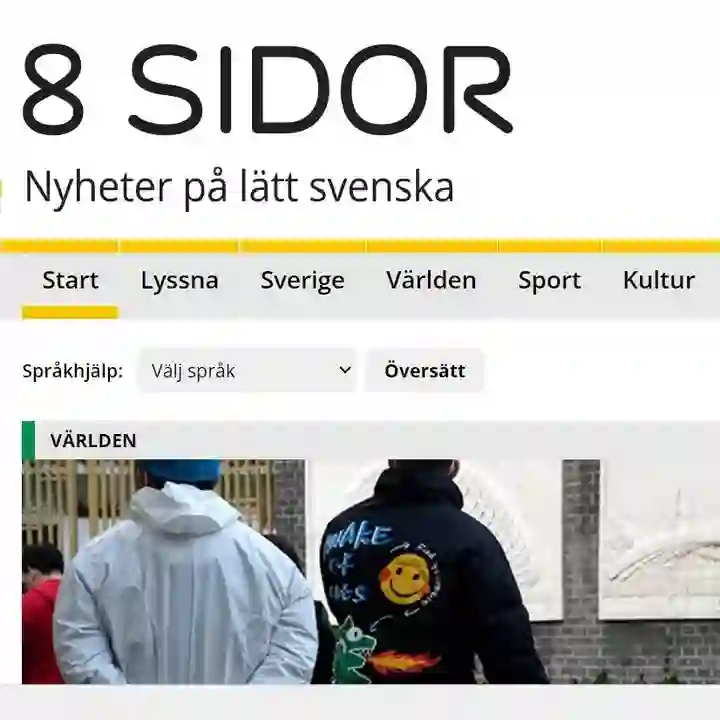 8 SIDOR
Nyheter på lätt svenska
Start Lyssna Sverige Världen Sport Kultur
Språkhjälp: Välj språk Översätt
VÄRLDEN